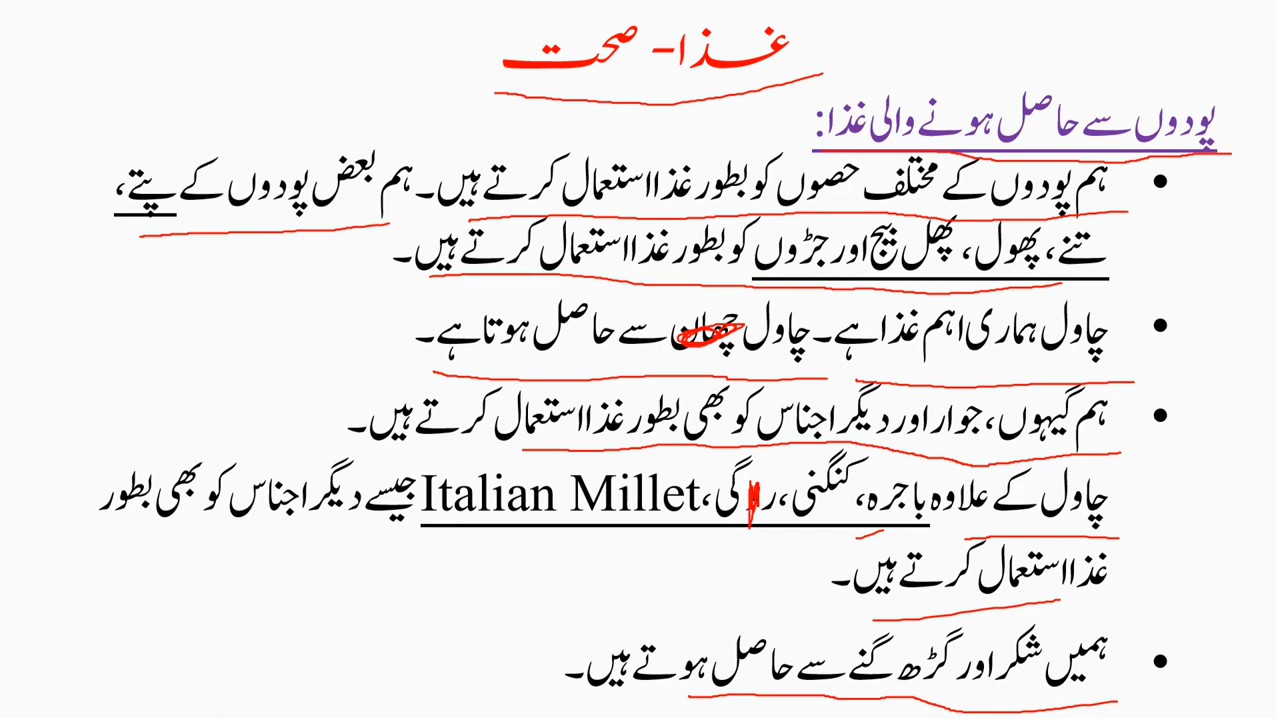 غذا- صحت
پودوں سے حاصل ہونے والی غذا:
• ہم پودوں کے مختلف حصوں کو بطور غذا استعمال کرتے ہیں۔ ہم بعض پودوں کے پتے،
تنے، پھول، پھل بیج اور جڑوں کو بطور غذا استعمال کرتے ہیں۔
• چاول ہماری اہم غذا ہے۔ چاول سے حاصل ہوتا ہے۔
• ہم گیہوں، جوار اور دیگر اجناس کو بھی بطور غذا استعمال کرتے ہیں۔
چاول کے علاوہ باجرہ، کنگنی، راگی، Italian Millet جیسے دیگر اجناس کو بھی بطور
غذا استعمال کرتے ہیں۔
• ہمیں شکر اور گڑھ گنے سے حاصل ہوتے ہیں۔